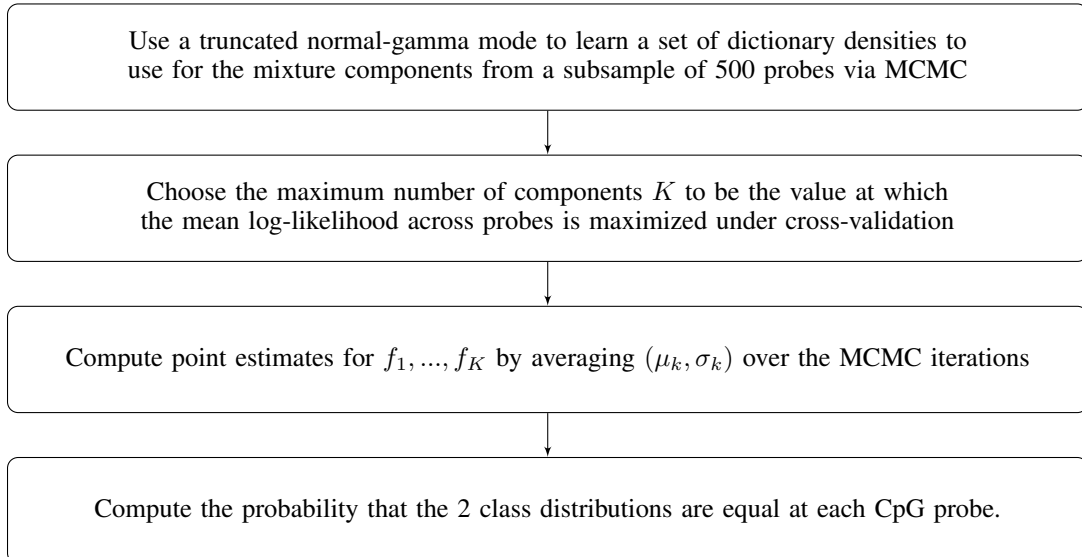 Use a truncated normal-gamma mode to learn a set of dictionary densities to
use for the mixture components from a subsample of 500 probes via MCMC
Choose the maximum number of components K to be the value at which
the mean log-likelihood across probes is maximized under cross-validation
Compute point estimates for f₁, ..., f_K by averaging (μₖ, σₖ) over the MCMC iterations
Compute the probability that the 2 class distributions are equal at each CpG probe.